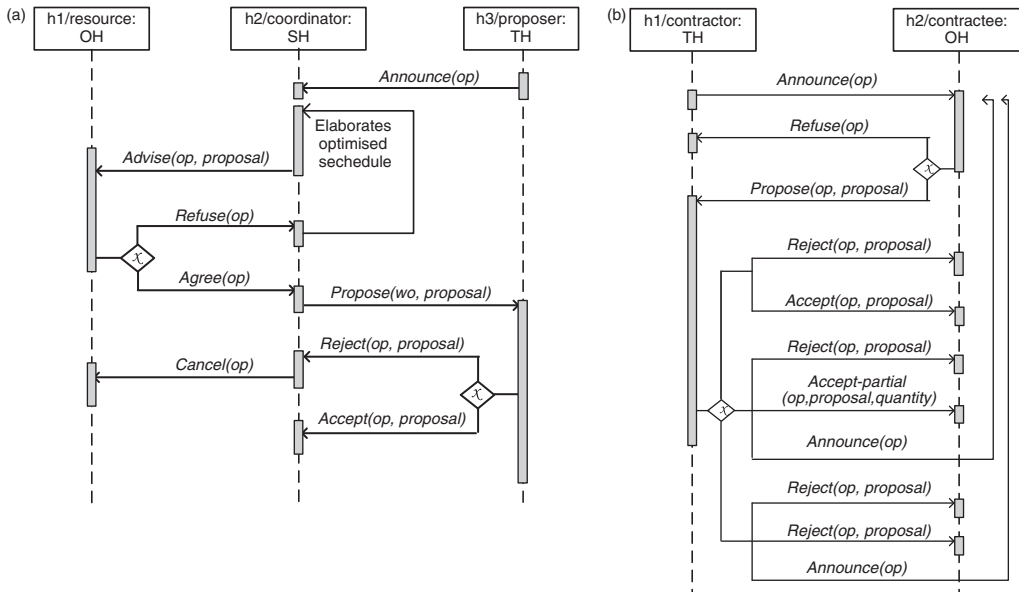 (a)
h1/resource:
OH
h2/coordinator:
SH
h3/proposer:
TH
Announce(op)
Elaborates
optimised
sechedule
Advise(op, proposal)
Refuse(op)
χ
Agree(op)
Propose(wo, proposal)
Reject(op, proposal)
Cancel(op)
χ
Accept(op, proposal)
(b)
h1/contractor:
TH
h2/contractee:
OH
Announce(op)
Refuse(op)
χ
Propose(op, proposal)
Reject(op, proposal)
Accept(op, proposal)
Reject(op, proposal)
Accept-partial
(op,proposal,quantity)
χ
Announce(op)
Reject(op, proposal)
Reject(op, proposal)
Announce(op)